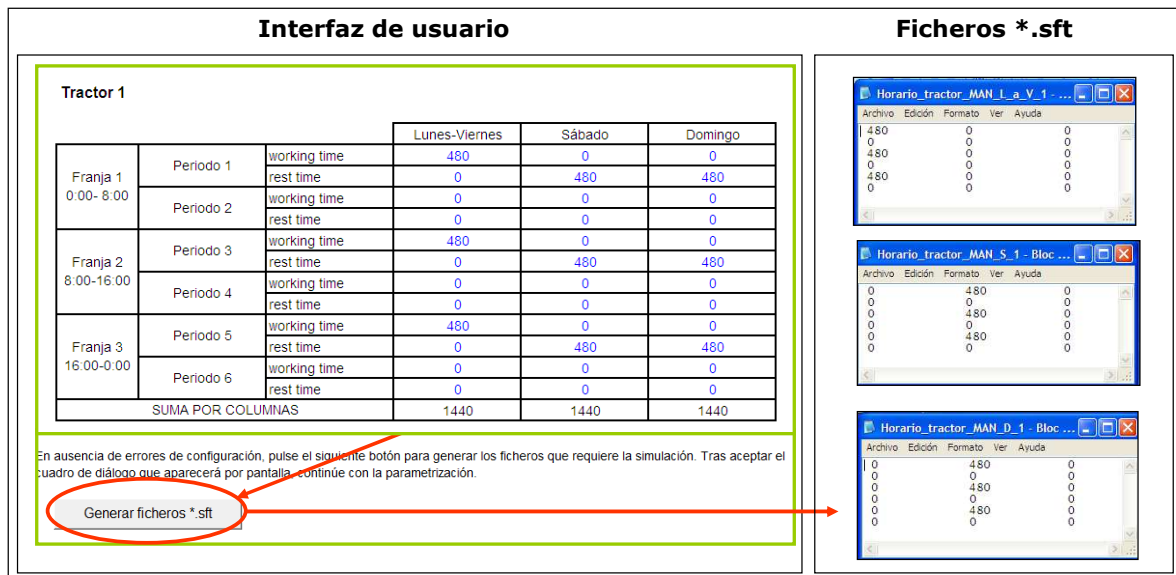 Interfaz de usuario
Ficheros *.sft
Tractor 1
Lunes-Viernes Sábado Domingo
Franja 1 0:00- 8:00 Periodo 1 working time 480 0 0
rest time 0 480 480
Periodo 2 working time 0 0 0
rest time 0 0 0
Franja 2 8:00-16:00 Periodo 3 working time 480 0 0
rest time 0 480 480
Periodo 4 working time 0 0 0
rest time 0 0 0
Franja 3 16:00-0:00 Periodo 5 working time 480 0 0
rest time 0 480 480
Periodo 6 working time 0 0 0
rest time 0 0 0
SUMA POR COLUMNAS 1440 1440 1440
En ausencia de errores de configuración, pulse el siguiente botón para generar los ficheros que requiere la simulación. Tras aceptar el
cuadro de diálogo que aparecerá por pantalla, continúe con la parametrización.
Generar ficheros *.sft
Horario_tractor_MAN_L_a_V_1 - ...
Archivo Edición Formato Ver Ayuda
480 0 0
0 0 0
480 0 0
0 0 0
480 0 0
0 0 0
Horario_tractor_MAN_S_1 - Bloc ...
Archivo Edición Formato Ver Ayuda
0 480 0
0 0 0
0 480 0
0 0 0
0 480 0
0 0 0
Horario_tractor_MAN_D_1 - Bloc ...
Archivo Edición Formato Ver Ayuda
0 480 0
0 0 0
0 480 0
0 0 0
0 480 0
0 0 0